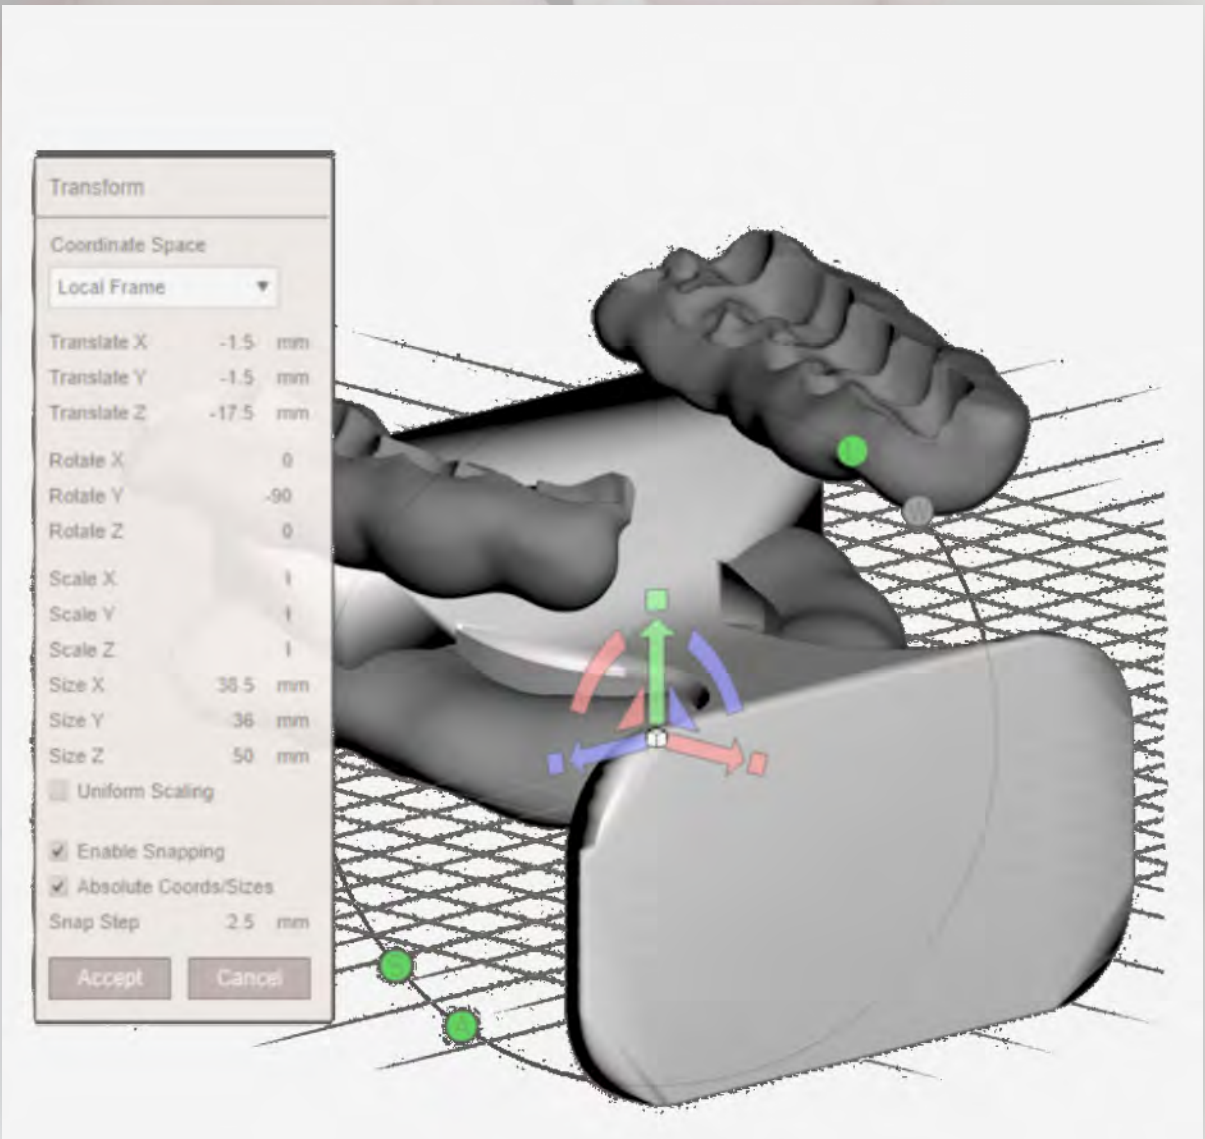 Transform
Coordinate Space
Local Frame
Translate X -1.5 mm
Translate Y -1.5 mm
Translate Z -17.5 mm
Rotate X 0
Rotate Y -90
Rotate Z 0
Scale X 1
Scale Y 1
Scale Z 1
Size X 38.5 mm
Size Y 36 mm
Size Z 50 mm
Uniform Scaling
Enable Snapping
Absolute Coords/Sizes
Snap Step 2.5 mm
Accept Cancel
W